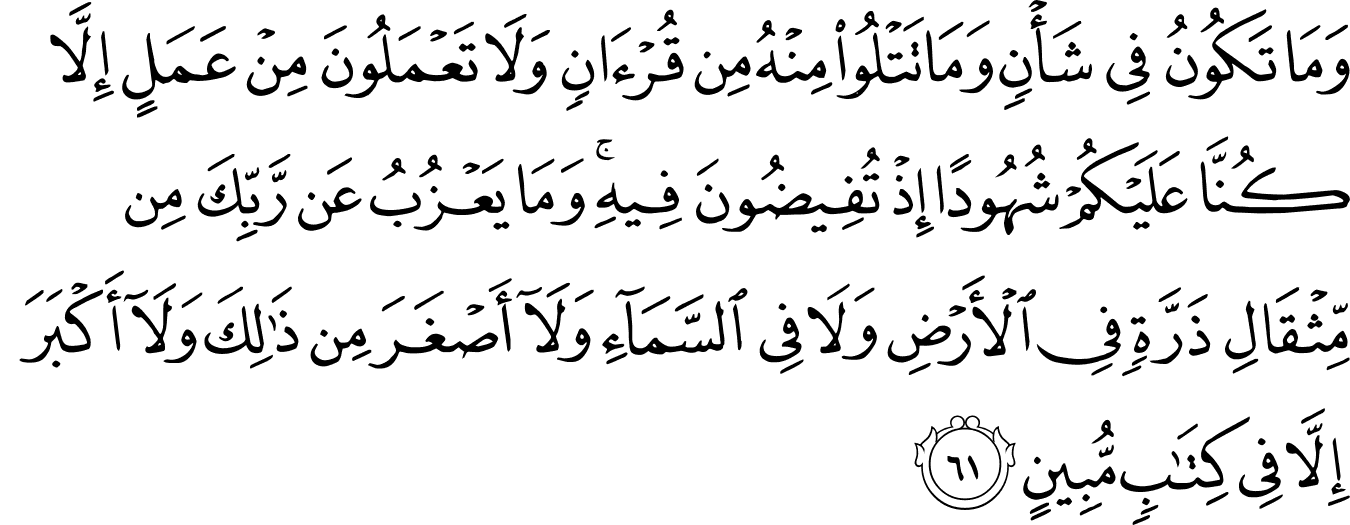 وَمَا تَكُونُ فِي شَأْنٍ وَمَا تَتْلُوا۟ مِنْهُ مِن قُرْءَانٍ وَلَا تَعْمَلُونَ مِنْ عَمَلٍ إِلَّا
كُنَّا عَلَيْكُمْ شُهُودًا إِذْ تُفِيضُونَ فِيهِ ۚ وَمَا يَعْزُبُ عَن رَّبِّكَ مِن
مِّثْقَالِ ذَرَّةٍ فِى ٱلْأَرْضِ وَلَا فِى ٱلسَّمَآءِ وَلَآ أَصْغَرَ مِن ذَٰلِكَ وَلَآ أَكْبَرَ
إِلَّا فِى كِتَٰبٍ مُّبِينٍ ٦١